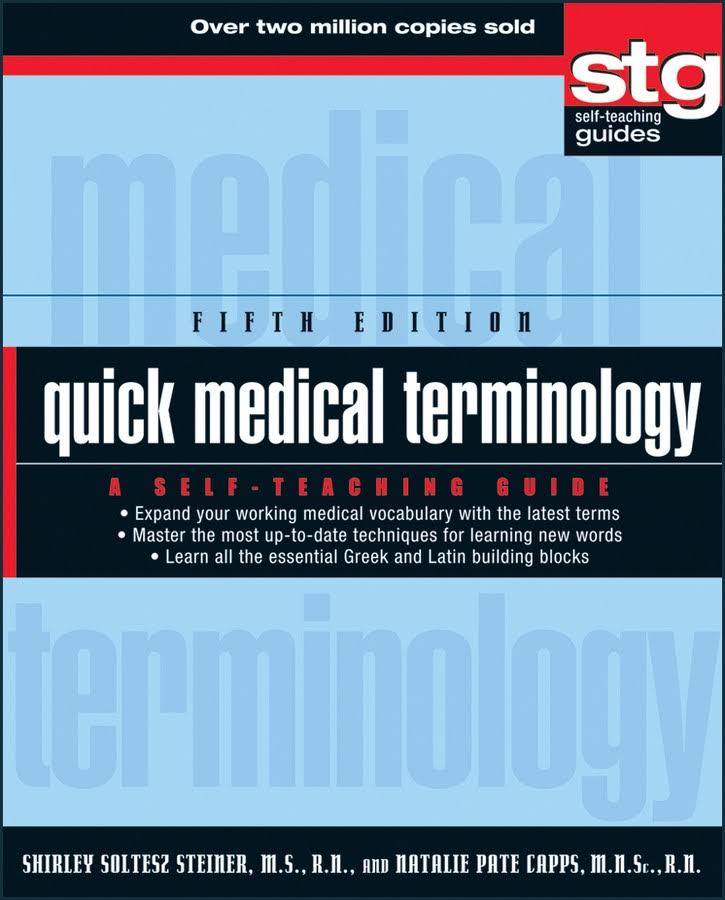 Over two million copies sold
stg
self-teaching
guides
medical
FIFTH EDITION
quick medical terminology
A SELF-TEACHING GUIDE
• Expand your working medical vocabulary with the latest terms
• Master the most up-to-date techniques for learning new words
• Learn all the essential Greek and Latin building blocks
terminology
SHIRLEY SOLTESZ STEINER, M.S., R.N., AND NATALIE PATE CAPPS, M.N.Sc., R.N.